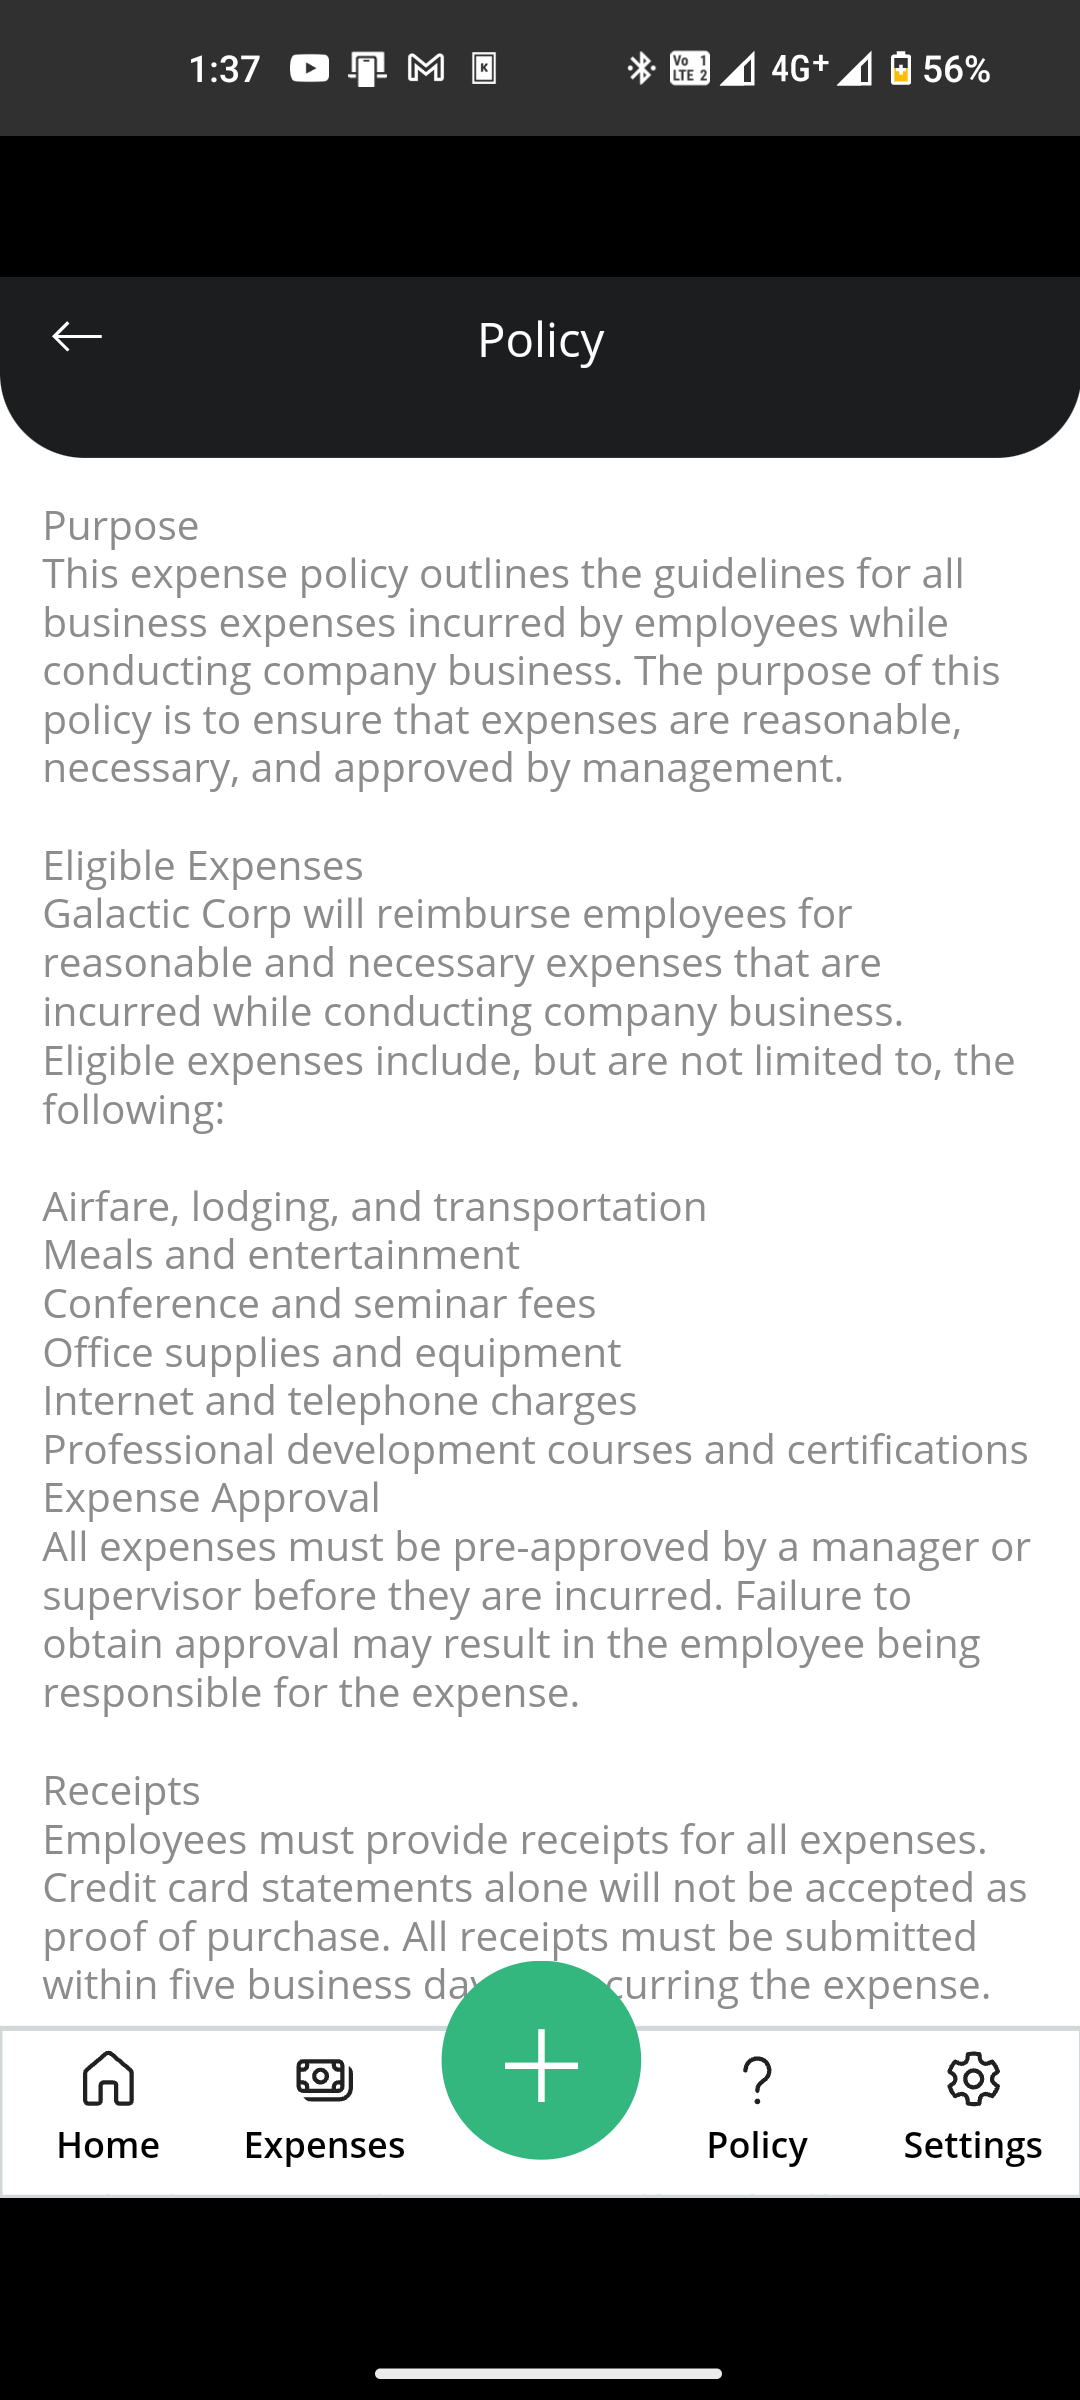 1:37
K
Vo 1
LTE 2
4G+
56%
Policy
Purpose
This expense policy outlines the guidelines for all
business expenses incurred by employees while
conducting company business. The purpose of this
policy is to ensure that expenses are reasonable,
necessary, and approved by management.
Eligible Expenses
Galactic Corp will reimburse employees for
reasonable and necessary expenses that are
incurred while conducting company business.
Eligible expenses include, but are not limited to, the
following:
Airfare, lodging, and transportation
Meals and entertainment
Conference and seminar fees
Office supplies and equipment
Internet and telephone charges
Professional development courses and certifications
Expense Approval
All expenses must be pre-approved by a manager or
supervisor before they are incurred. Failure to
obtain approval may result in the employee being
responsible for the expense.
Receipts
Employees must provide receipts for all expenses.
Credit card statements alone will not be accepted as
proof of purchase. All receipts must be submitted
within five business the expense.
Home
Expenses
Policy
Settings